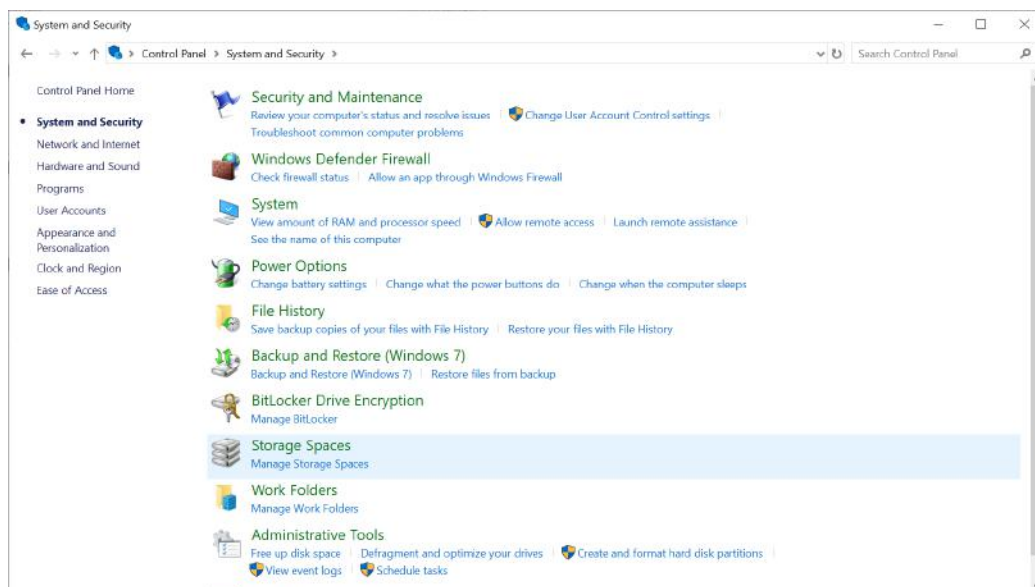 System and Security
Control Panel > System and Security >
Search Control Panel
Control Panel Home
System and Security
Network and Internet
Hardware and Sound
Programs
User Accounts
Appearance and
Personalization
Clock and Region
Ease of Access
Security and Maintenance
Review your computer's status and resolve issues Change User Account Control settings
Troubleshoot common computer problems
Windows Defender Firewall
Check firewall status Allow an app through Windows Firewall
System
View amount of RAM and processor speed Allow remote access Launch remote assistance
See the name of this computer
Power Options
Change battery settings Change what the power buttons do Change when the computer sleeps
File History
Save backup copies of your files with File History Restore your files with File History
Backup and Restore (Windows 7)
Backup and Restore (Windows 7) Restore files from backup
BitLocker Drive Encryption
Manage BitLocker
Storage Spaces
Manage Storage Spaces
Work Folders
Manage Work Folders
Administrative Tools
Free up disk space Defragment and optimize your drives Create and format hard disk partitions
View event logs Schedule tasks